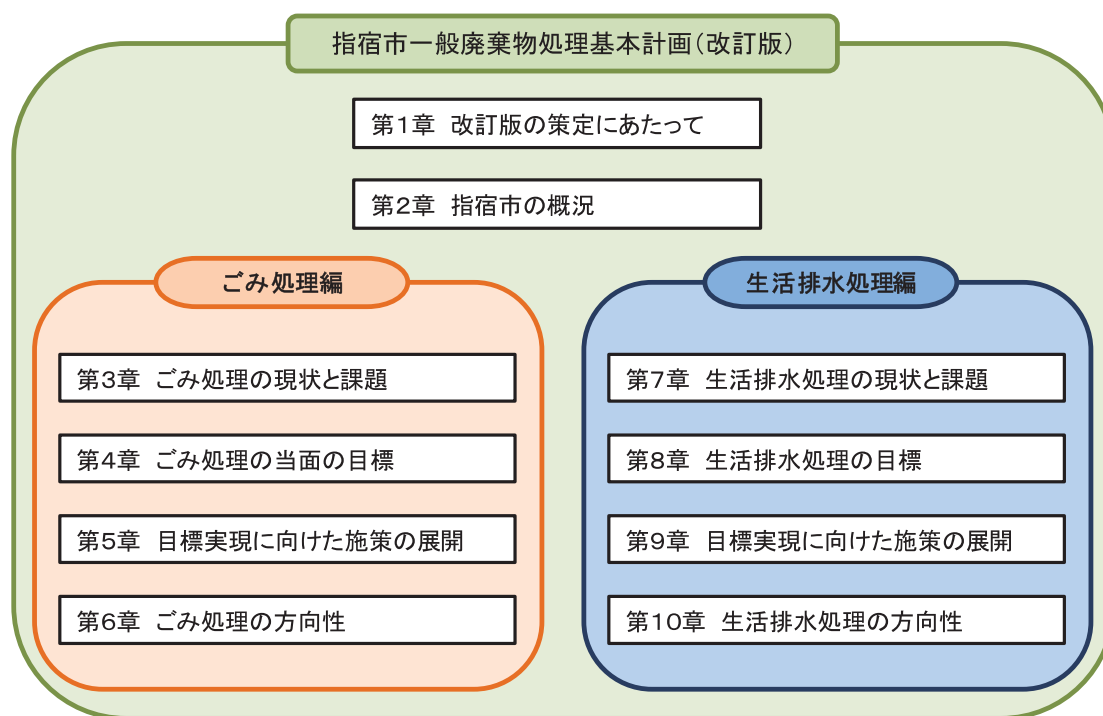 指宿市一般廃棄物処理基本計画（改訂版）
第1章 改訂版の策定にあたって
第2章 指宿市の概況
ごみ処理編
第3章 ごみ処理の現状と課題
第4章 ごみ処理の当面の目標
第5章 目標実現に向けた施策の展開
第6章 ごみ処理の方向性
生活排水処理編
第7章 生活排水処理の現状と課題
第8章 生活排水処理の目標
第9章 目標実現に向けた施策の展開
第10章 生活排水処理の方向性